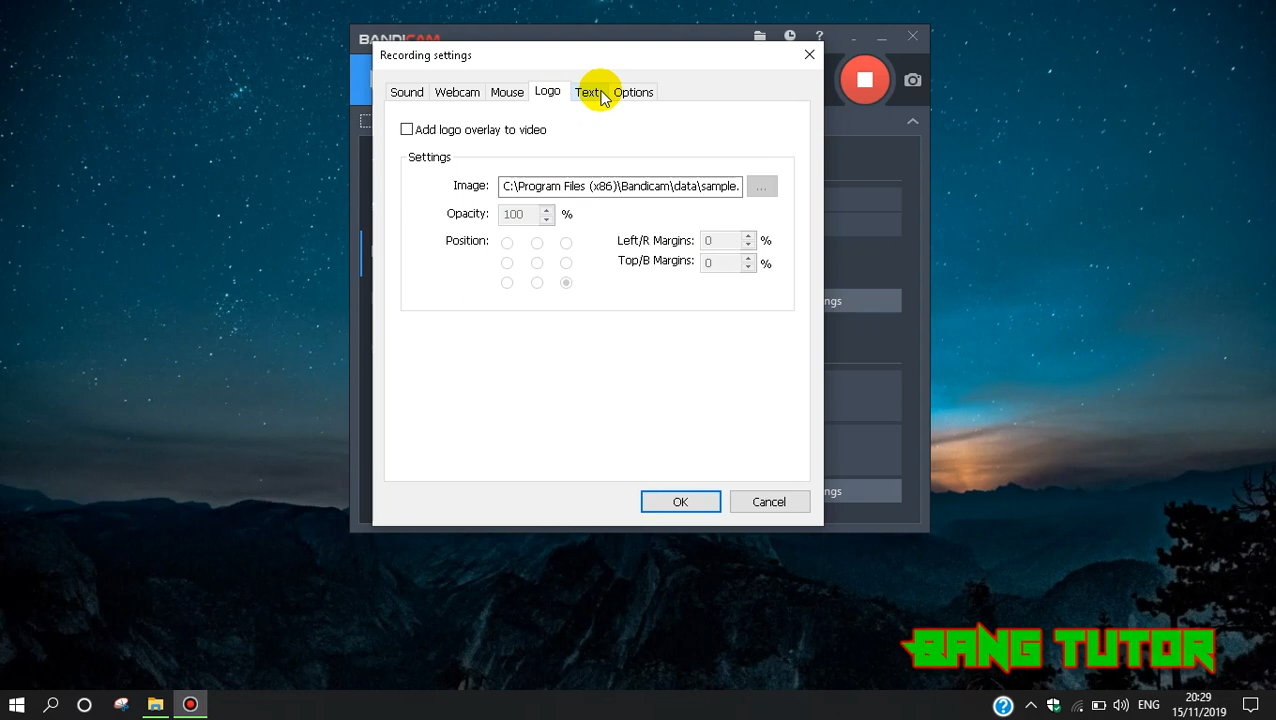 BANDICAM
Recording settings
Sound Webcam Mouse Logo Text Options
Add logo overlay to video
Settings
Image: C:\Program Files (x86)\Bandicam\data\sample. ...
Opacity: 100 %
Position:
Left/R Margins: 0 %
Top/B Margins: 0 %
ngs
ngs
OK Cancel
BANG TUTOR
ENG
20:29
15/11/2019